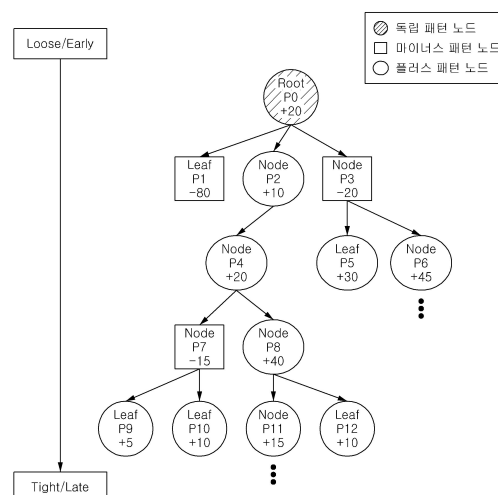 Loose/Early
독립 패턴 노드
마이너스 패턴 노드
플러스 패턴 노드
Root
P0
+20
Leaf
P1
-80
Node
P2
+10
Node
P3
-20
Node
P4
+20
Leaf
P5
+30
Node
P6
+45
Node
P7
-15
Node
P8
+40
Leaf
P9
+5
Leaf
P10
+10
Node
P11
+15
Leaf
P12
+10
Tight/Late